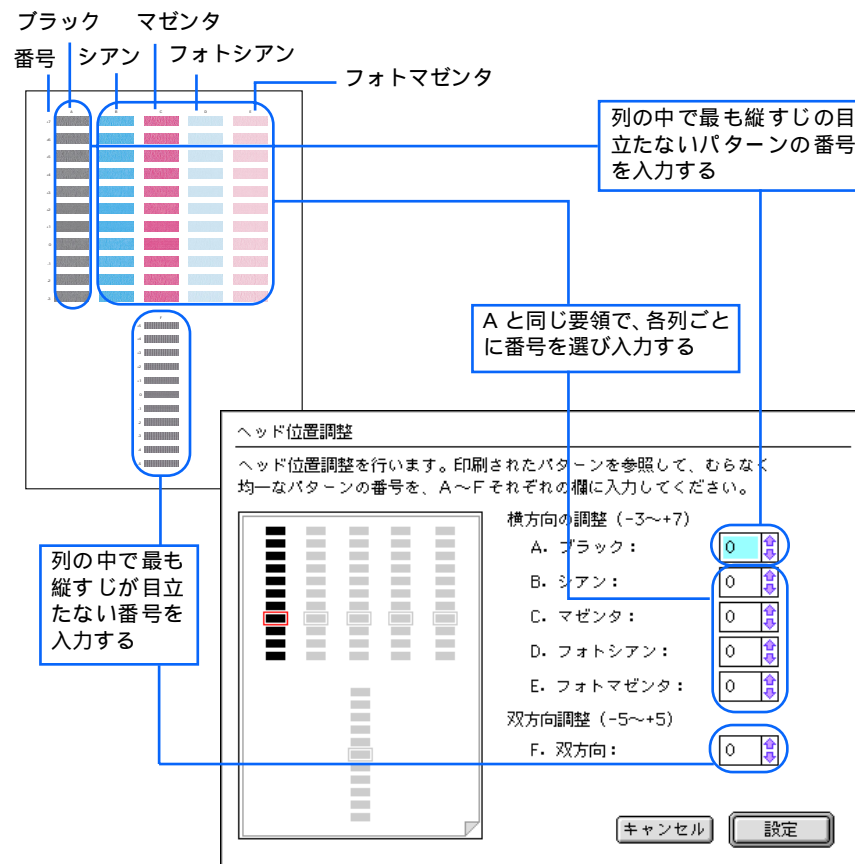 ブラック
マゼンタ
番号
シアン
フォトシアン
フォトマゼンタ
列の中で最も縦すじの目
立たないパターンの番号
を入力する
A と同じ要領で、各列ごと
に番号を選び入力する
列の中で最も
縦すじが目立
たない番号を
入力する
ヘッド位置調整
ヘッド位置調整を行います。印刷されたパターンを参照して、むらなく
均一なパターンの番号を、A～Fそれぞれの欄に入力してください。
横方向の調整（-3～+7）
A. ブラック： 0
B. シアン： 0
C. マゼンタ： 0
D. フォトシアン： 0
E. フォトマゼンタ： 0
双方向調整（-5～+5）
F. 双方向： 0
キャンセル
設定